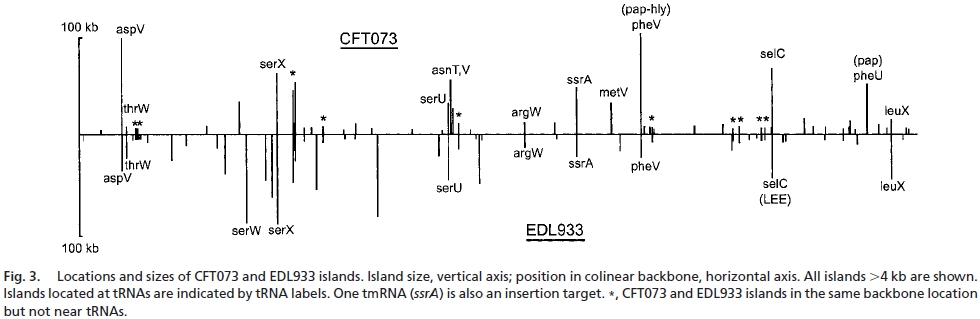 100 kb
aspV
CFT073
(pap-hly)
pheV
serX
*
asnT,V
selC
(pap)
pheU
ssrA
metV
thrW
**
serU
*
*
argW
*
** **
leuX
thrW
aspV
argW
ssrA
pheV
serU
selC
(LEE)
leuX
serW serX
EDL933
100 kb
Fig. 3. Locations and sizes of CFT073 and EDL933 islands. Island size, vertical axis; position in colinear backbone, horizontal axis. All islands >4 kb are shown.
Islands located at tRNAs are indicated by tRNA labels. One tmRNA (ssrA) is also an insertion target. *, CFT073 and EDL933 islands in the same backbone location
but not near tRNAs.